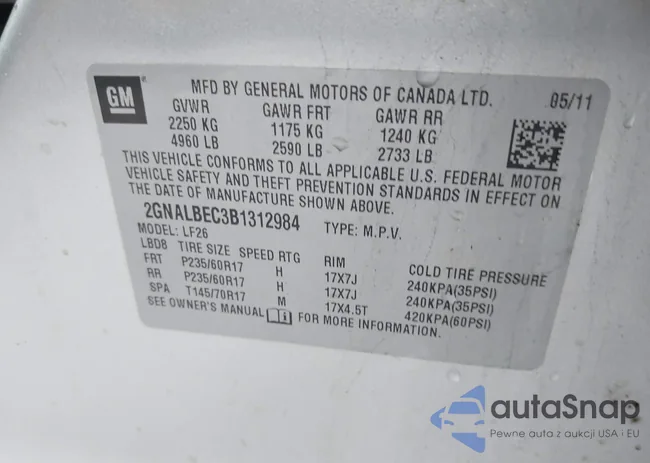 GM
MFD BY GENERAL MOTORS OF CANADA LTD. 05/11
GVWR GAWR FRT GAWR RR
2250 KG 1175 KG 1240 KG
4960 LB 2590 LB 2733 LB
THIS VEHICLE CONFORMS TO ALL APPLICABLE U.S. FEDERAL MOTOR
VEHICLE SAFETY AND THEFT PREVENTION STANDARDS IN EFFECT ON
THE DATE OF MANUFACTURE SHOWN ABOVE.
2GNALBEC3B1312984 TYPE: M.P.V.
MODEL: LF26
LBD8 TIRE SIZE SPEED RTG RIM COLD TIRE PRESSURE
FRT P235/60R17 H 17X7J 240KPA(35PSI)
RR P235/60R17 H 17X7J 240KPA(35PSI)
SPA T145/70R17 M 17X4.5T 420KPA(60PSI)
SEE OWNER'S MANUAL FOR MORE INFORMATION.
autoSnap
Pewne auta z aukcji USA i EU